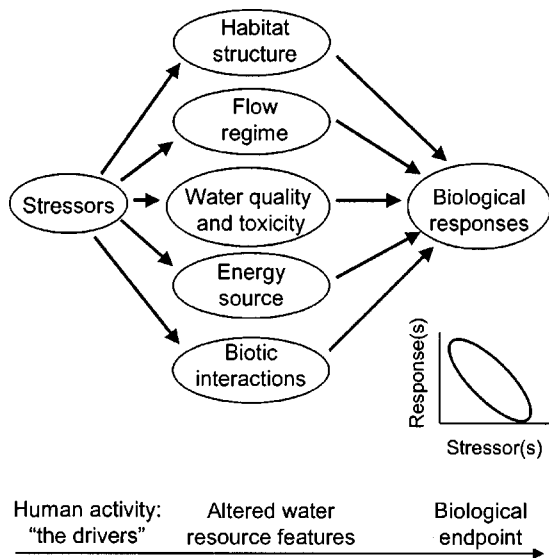 Habitat
structure
Flow
regime
Stressors
Water quality
and toxicity
Biological
responses
Energy
source
Biotic
interactions
Response(s)
Stressor(s)
Human activity:
"the drivers"
Altered water
resource features
Biological
endpoint